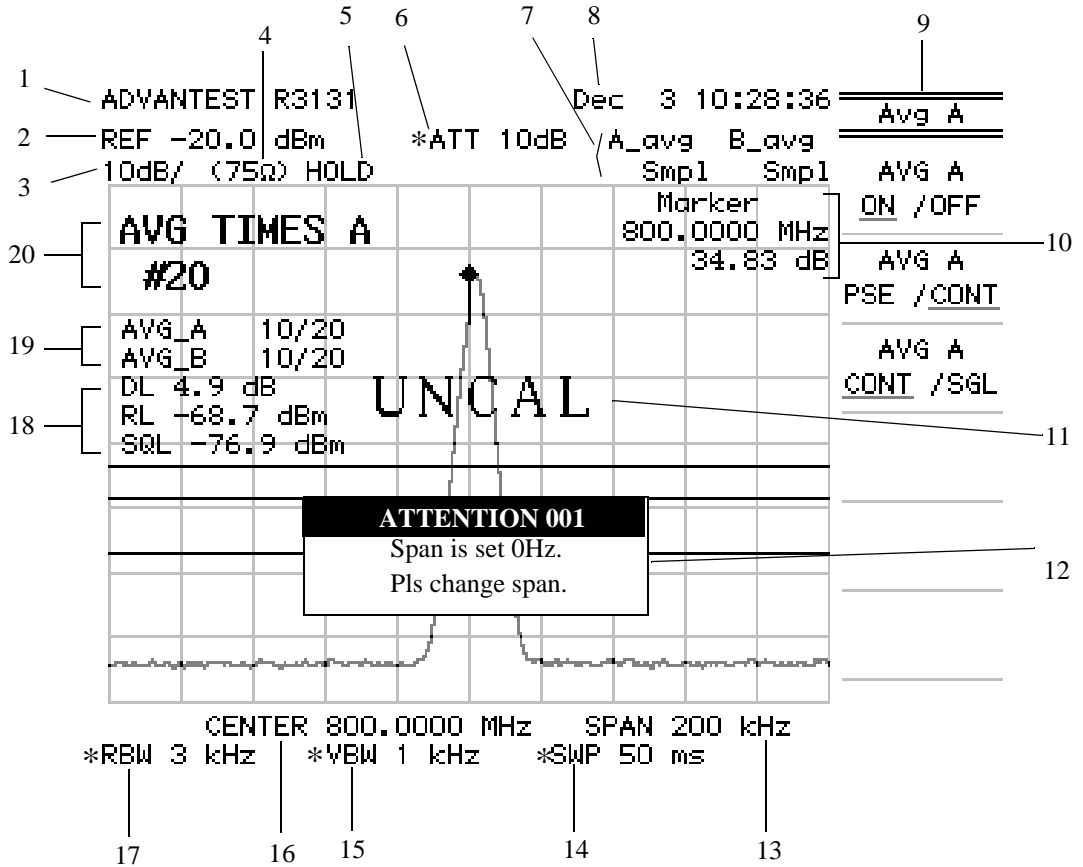 4 5 6 7 8 9
1 ADVANTEST R3131 Dec 3 10:28:36
Avg A
2 REF -20.0 dBm *ATT 10dB A_avg B_avg
3 10dB/ (75Ω) HOLD Smpl Smpl
AVG A
ON /OFF
Marker
800.0000 MHz
34.83 dB
10
20 AVG TIMES A
#20
AVG A
PSE /CONT
19 AVG_A 10/20
AVG_B 10/20
AVG A
CONT /SGL
18 DL 4.9 dB
RL -68.7 dBm
SQL -76.9 dBm
UNCAL
11
ATTENTION 001
Span is set 0Hz.
Pls change span.
12
CENTER 800.0000 MHz SPAN 200 kHz
*RBW 3 kHz *VBW 1 kHz *SWP 50 ms
17 16 15 14 13